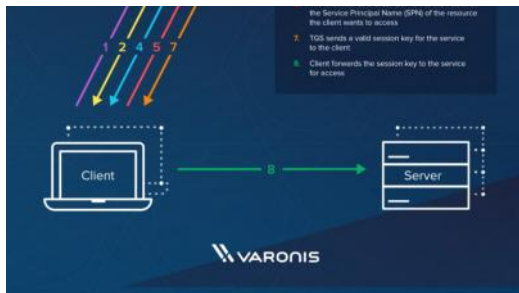 the Service Principal Name (SPN) of the resource
the client wants to access
7. TGS sends a valid session key for the service
to the client
8. Client forwards the session key to the service
for access
1 2 4 5 7
Client
8
Server
VARONIS